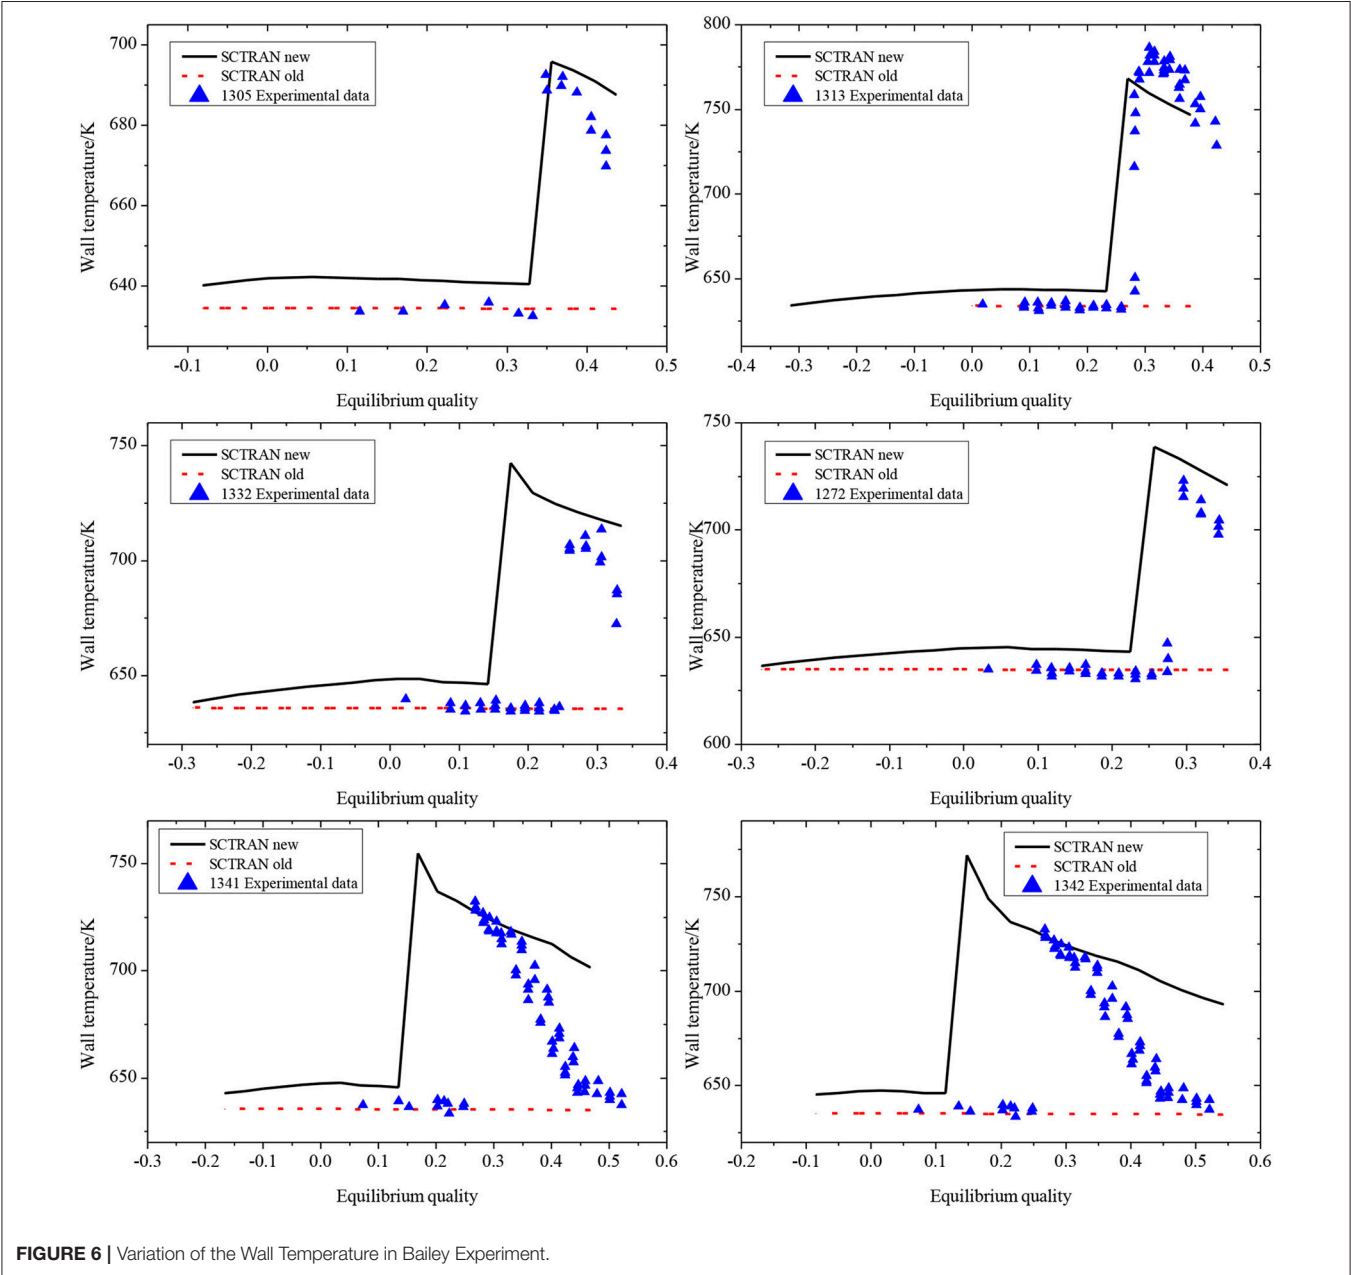 700
680
660
640
Wall temperature/K
SCTRAN new
SCTRAN old
1305 Experimental data
-0.1 0.0 0.1 0.2 0.3 0.4 0.5
Equilibrium quality
800
750
700
650
Wall temperature/K
SCTRAN new
SCTRAN old
1313 Experimental data
-0.4 -0.3 -0.2 -0.1 0.0 0.1 0.2 0.3 0.4 0.5
Equilibrium quality
750
700
650
Wall temperature/K
SCTRAN new
SCTRAN old
1332 Experimental data
-0.3 -0.2 -0.1 0.0 0.1 0.2 0.3 0.4
Equilibrium quality
750
700
650
600
Wall temperature/K
SCTRAN new
SCTRAN old
1272 Experimental data
-0.3 -0.2 -0.1 0.0 0.1 0.2 0.3 0.4
Equilibrium quality
750
700
650
Wall temperature/K
SCTRAN new
SCTRAN old
1341 Experimental data
-0.3 -0.2 -0.1 0.0 0.1 0.2 0.3 0.4 0.5 0.6
Equilibrium quality
750
700
650
Wall temperature/K
SCTRAN new
SCTRAN old
1342 Experimental data
-0.2 -0.1 0.0 0.1 0.2 0.3 0.4 0.5 0.6
Equilibrium quality
FIGURE 6 | Variation of the Wall Temperature in Bailey Experiment.